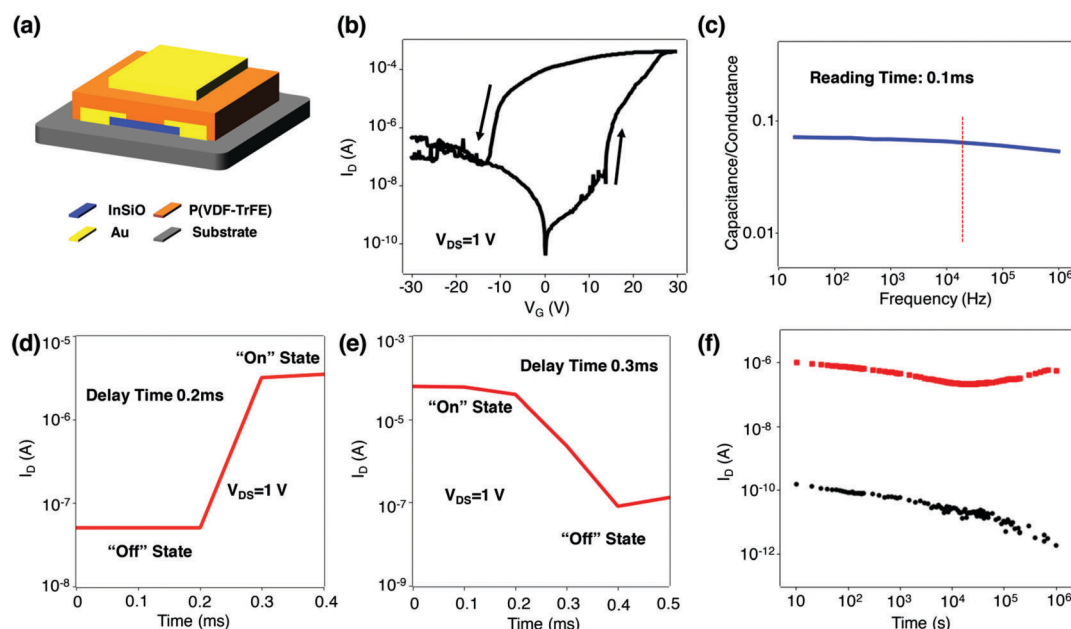 (a)
InSiO
P(VDF-TrFE)
Au
Substrate
(b)
I_D (A)
10⁻⁴
10⁻⁶
10⁻⁸
10⁻¹⁰
V_DS=1 V
-30 -20 -10 0 10 20 30
V_G (V)
(c)
Reading Time: 0.1ms
Capacitance/Conductance
0.1
0.01
10² 10³ 10⁴ 10⁵ 10⁶
Frequency (Hz)
(d)
10⁻⁵
"On" State
Delay Time 0.2ms
I_D (A)
10⁻⁶
V_DS=1 V
10⁻⁷
"Off" State
10⁻⁸
0 0.1 0.2 0.3 0.4
Time (ms)
(e)
10⁻³
Delay Time 0.3ms
"On" State
I_D (A)
10⁻⁵
V_DS=1 V
10⁻⁷
"Off" State
10⁻⁹
0 0.1 0.2 0.3 0.4 0.5
Time (ms)
(f)
10⁻⁶
I_D (A)
10⁻¹⁰
10⁻¹²
10 10² 10³ 10⁴ 10⁵ 10⁶
Time (s)